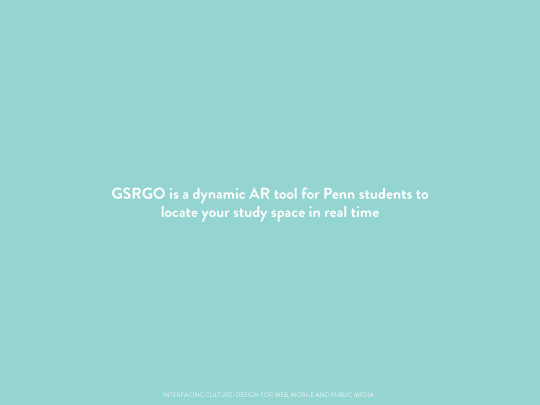 GSRGO is a dynamic AR tool for Penn students to
locate your study space in real time
INTERFACING CULTURE, DESIGN FOR WEB, MOBILE AND PUBLIC MEDIA